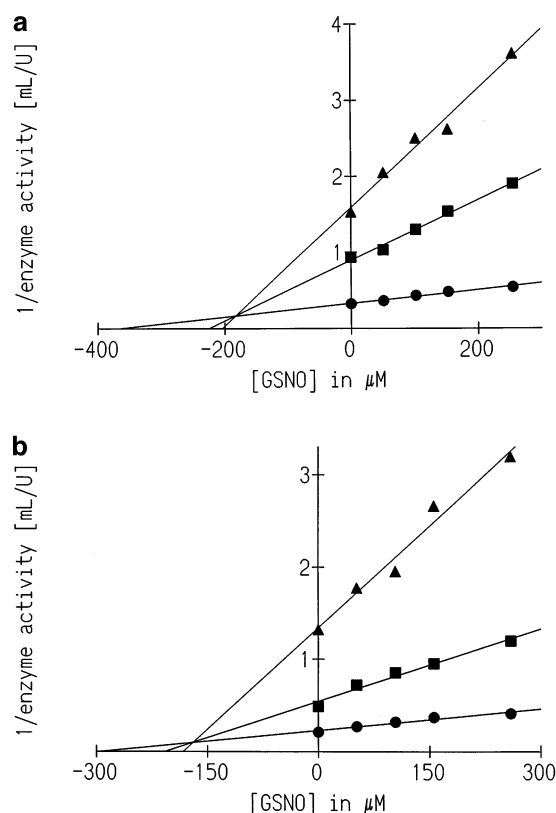 a
1/enzyme activity [mL/U]
4
3
2
1
-400
-200
0
200
[GSNO] in μM
b
1/enzyme activity [mL/U]
3
2
1
-300
-150
0
150
300
[GSNO] in μM